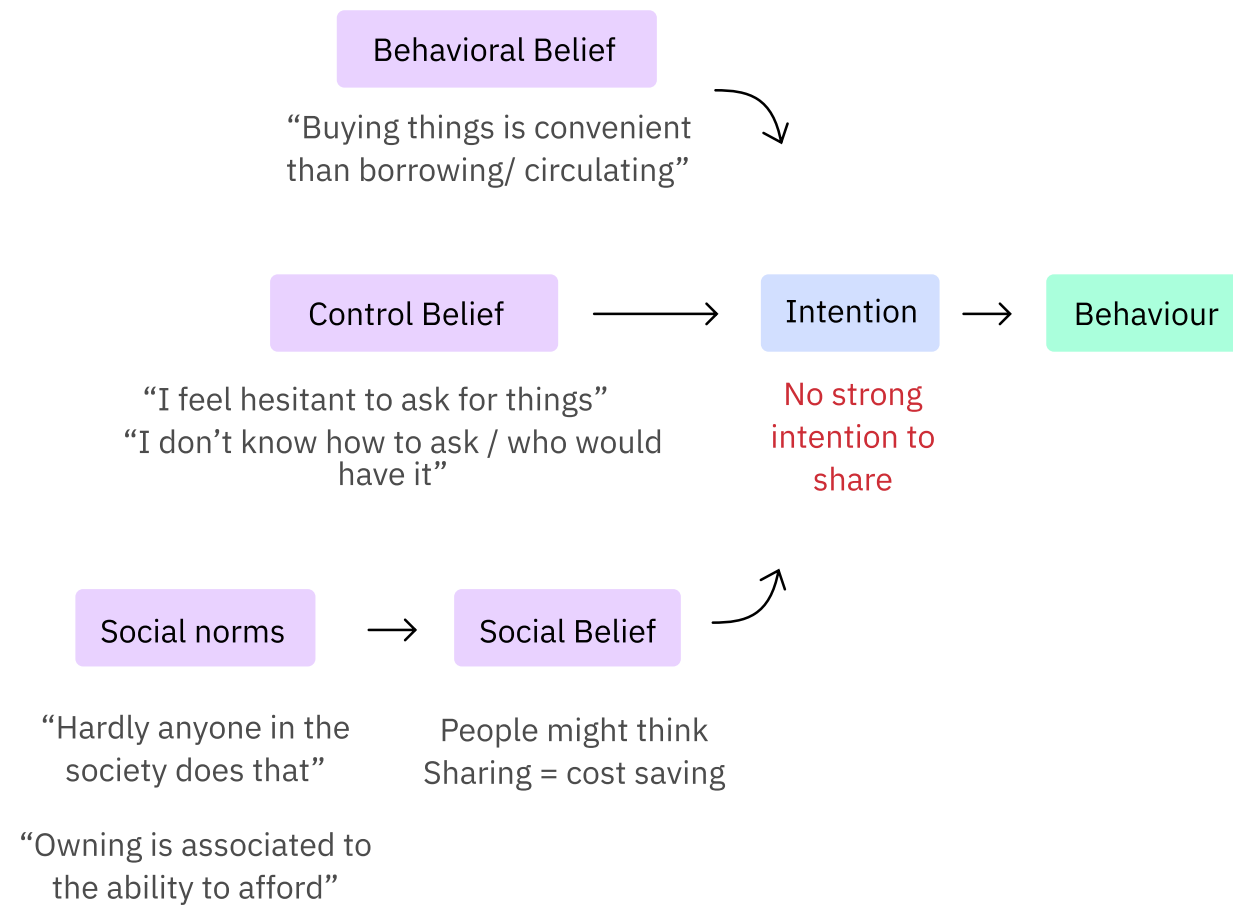 Behavioral Belief
“Buying things is convenient
than borrowing/ circulating”
Control Belief
Intention
Behaviour
“I feel hesitant to ask for things”
“I don’t know how to ask / who would
have it”
No strong
intention to
share
Social norms
Social Belief
“Hardly anyone in the
society does that”
People might think
Sharing = cost saving
“Owning is associated to
the ability to afford”